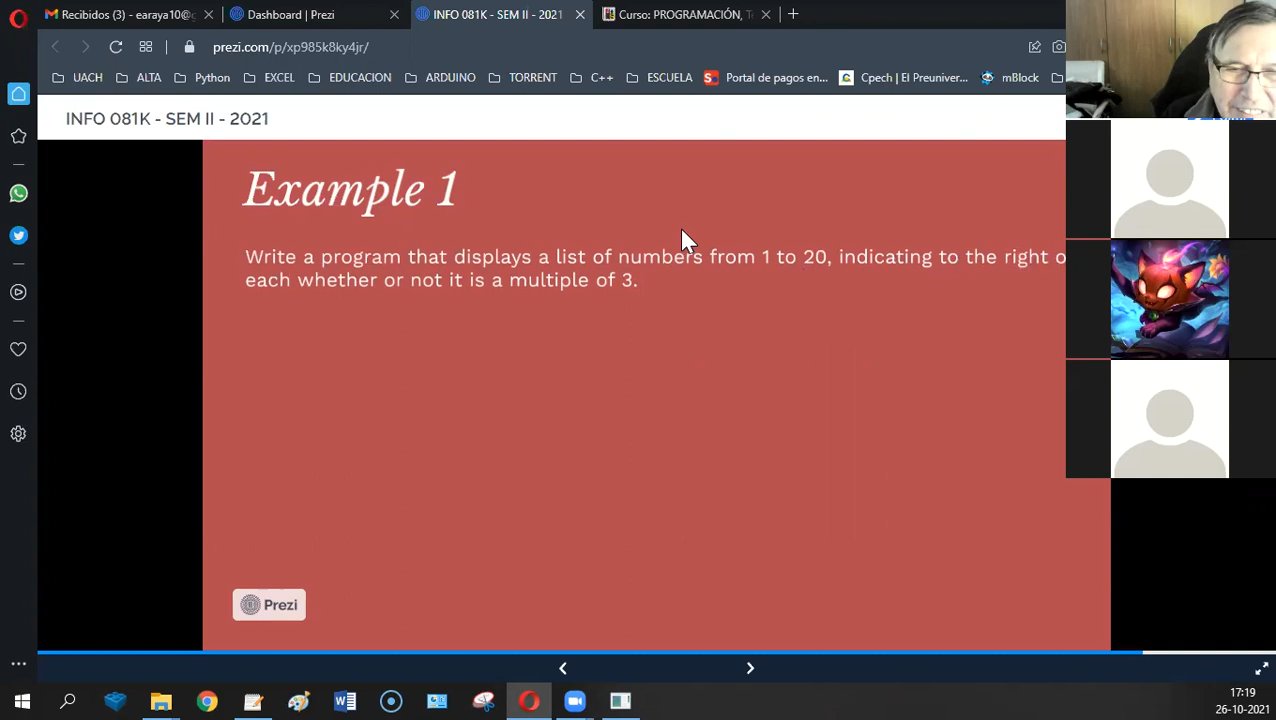 Recibidos (3) - earaya10@g
Dashboard | Prezi
INFO 081K - SEM II - 2021
Curso: PROGRAMACIÓN, T
prezi.com/p/xp985k8ky4jr/
UACH
ALTA
Python
EXCEL
EDUCACION
ARDUINO
TORRENT
C++
ESCUELA
Portal de pagos en...
Cpech | El Preuniver...
mBlock
INFO 081K - SEM II - 2021
Example 1
Write a program that displays a list of numbers from 1 to 20, indicating to the right o
each whether or not it is a multiple of 3.
Prezi
17:19
26-10-2021